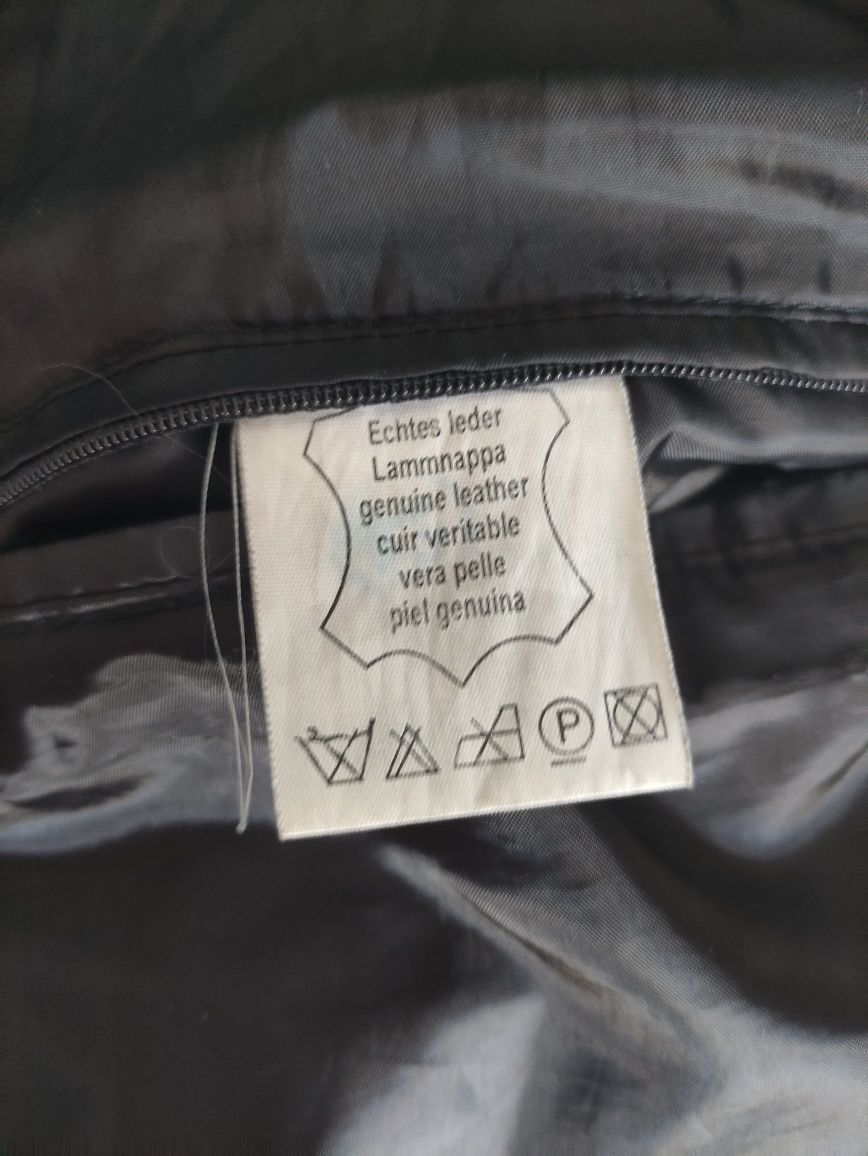 Echtes leder
Lammnappa
genuine leather
cuir veritable
vera pelle
piel genuina
P